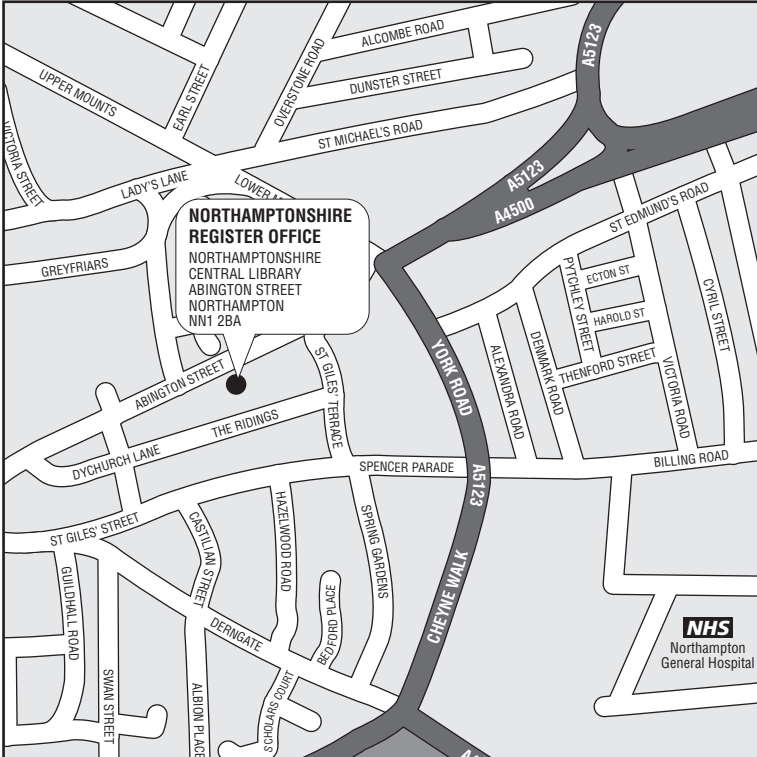 ALCOMBE ROAD
A5123
UPPER MOUNTS
EARL STREET
OVERSTONE ROAD
DUNSTER STREET
VICTORIA STREET
ST MICHAEL'S ROAD
LADY'S LANE
LOWER
A5123
A4500
ST EDMUND'S ROAD
NORTHAMPTONSHIRE
REGISTER OFFICE
NORTHAMPTONSHIRE
CENTRAL LIBRARY
ABINGTON STREET
NORTHAMPTON
NN1 2BA
GREYFRIARS
PYTCHLEY STREET
ECTON ST
HAROLD ST
CYRIL STREET
YORK ROAD
ALEXANDRA ROAD
DENMARK ROAD
THENFORD STREET
VICTORIA ROAD
ABINGTON STREET
ST GILES' TERRACE
THE RIDINGS
DYCHURCH LANE
SPENCER PARADE
A5123
BILLING ROAD
ST GILES' STREET
CASTILIAN STREET
HAZELWOOD ROAD
SPRING GARDENS
GUILDHALL ROAD
DERNGATE
BEDFORD PLACE
CHEYNE WALK
NHS
Northampton
General Hospital
SWAN STREET
ALBION PLACE
SCHOLARS COURT